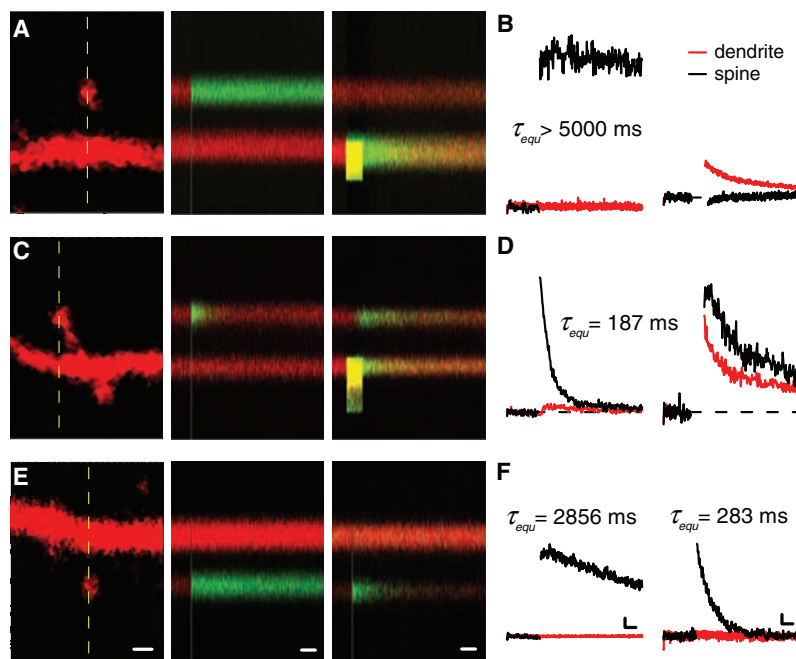 A
B
dendrite
spine
τequ > 5000 ms
C
D
τequ = 187 ms
E
F
τequ = 2856 ms
τequ = 283 ms